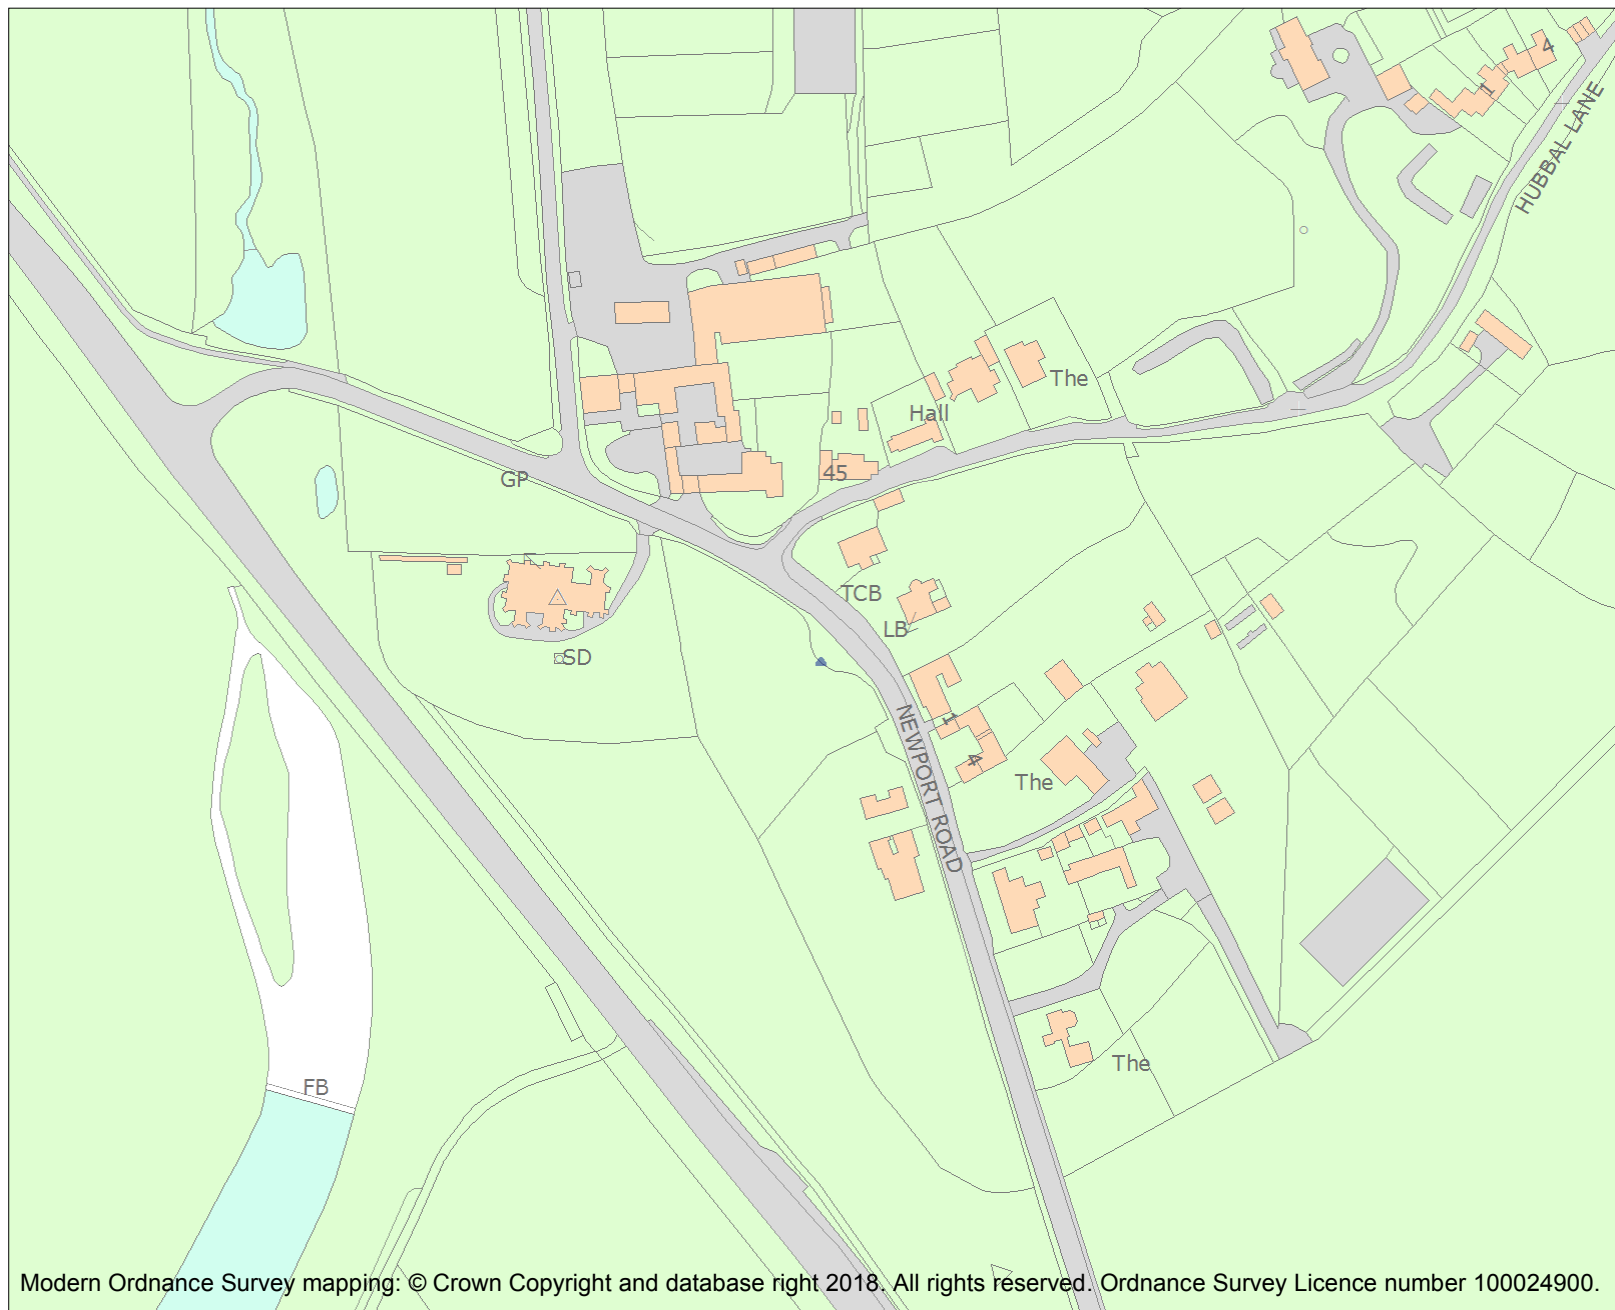 4
1
HUBBAL LANE
The
Hall
45
GP
TCB
LB
SD
NEWPORT ROAD
1
4
The
The
FB
Modern Ordnance Survey mapping: © Crown Copyright and database right 2018. All rights reserved. Ordnance Survey Licence number 100024900.